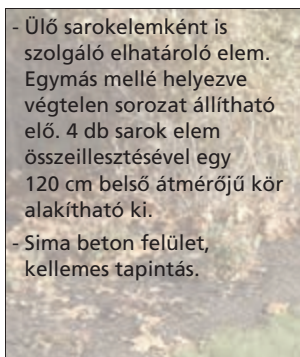 - Ülő sarokelemként is
szolgáló elhatároló elem.
Egymás mellé helyezve
végtelen sorozat állítható
elő. 4 db sarok elem
összeillesztésével egy
120 cm belső átmérőjű kör
alakítható ki.
- Sima beton felület,
kellemes tapintás.